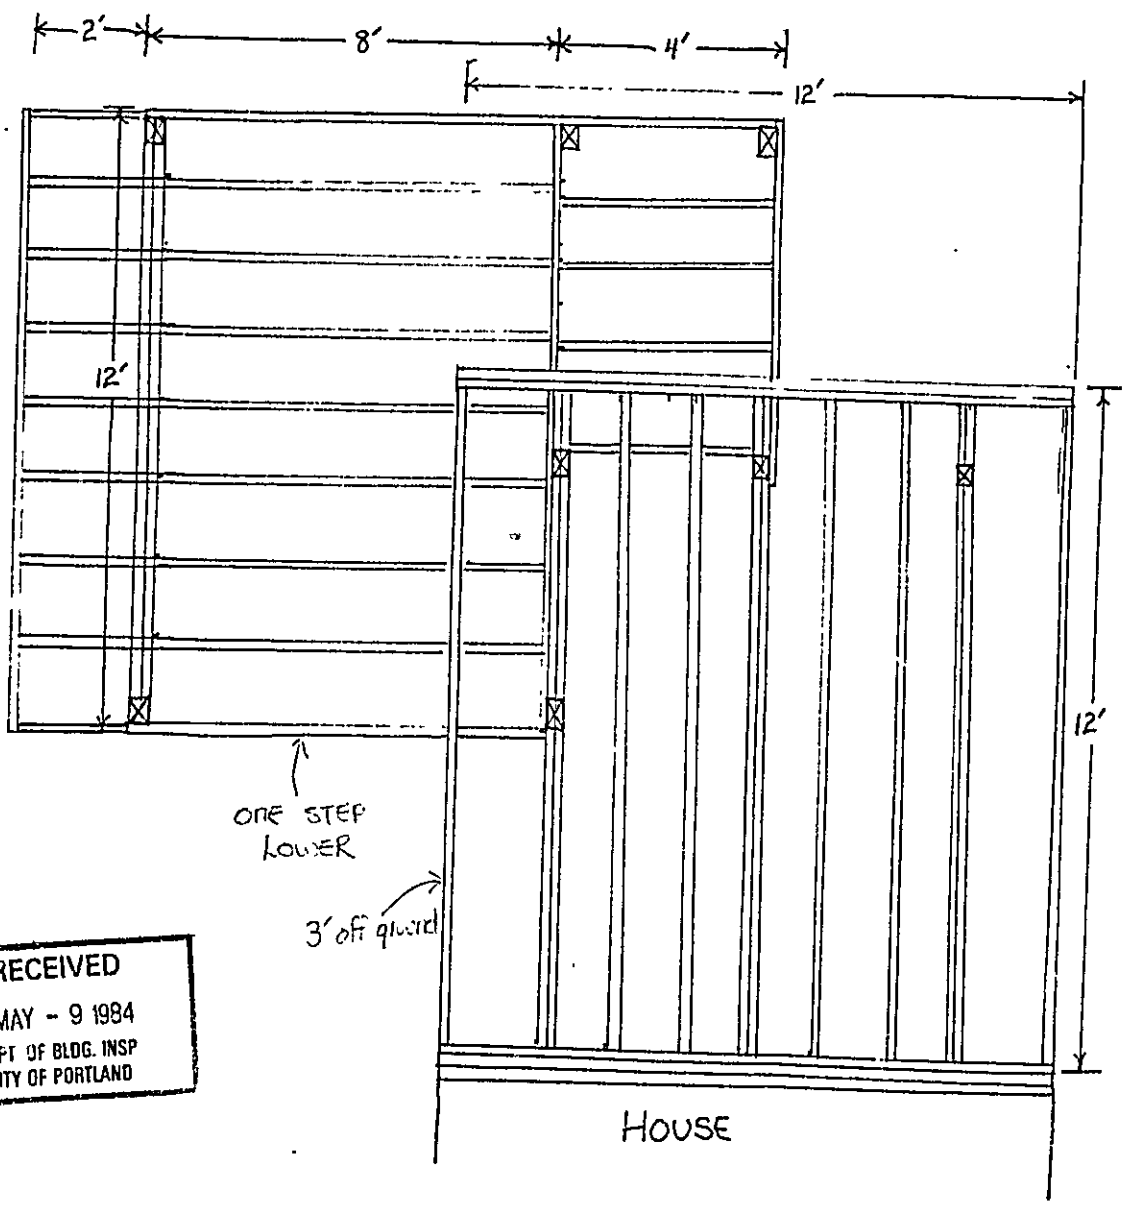 2'
8'
4'
12'
12'
12'
ONE STEP
LOWER
3' off ground
RECEIVED
MAY - 9 1984
PT OF BLDG. INSP
ITY OF PORTLAND
HOUSE